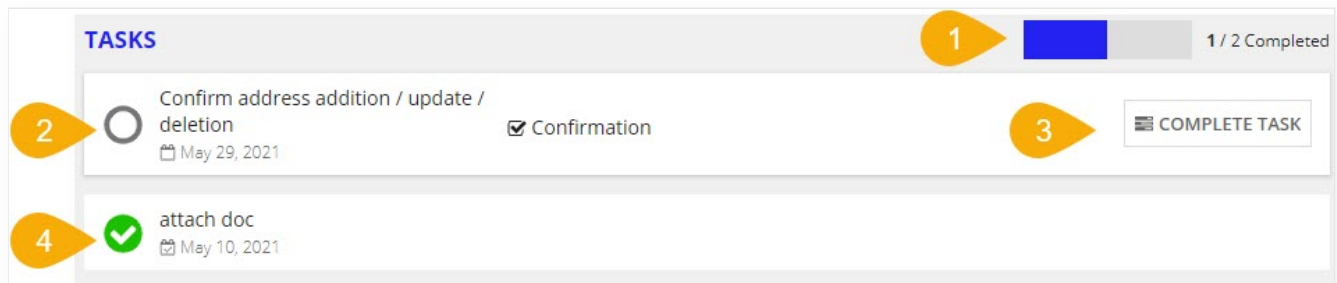 TASKS
1
1 / 2 Completed
2
Confirm address addition / update /
deletion
May 29, 2021
Confirmation
3
COMPLETE TASK
4
attach doc
May 10, 2021